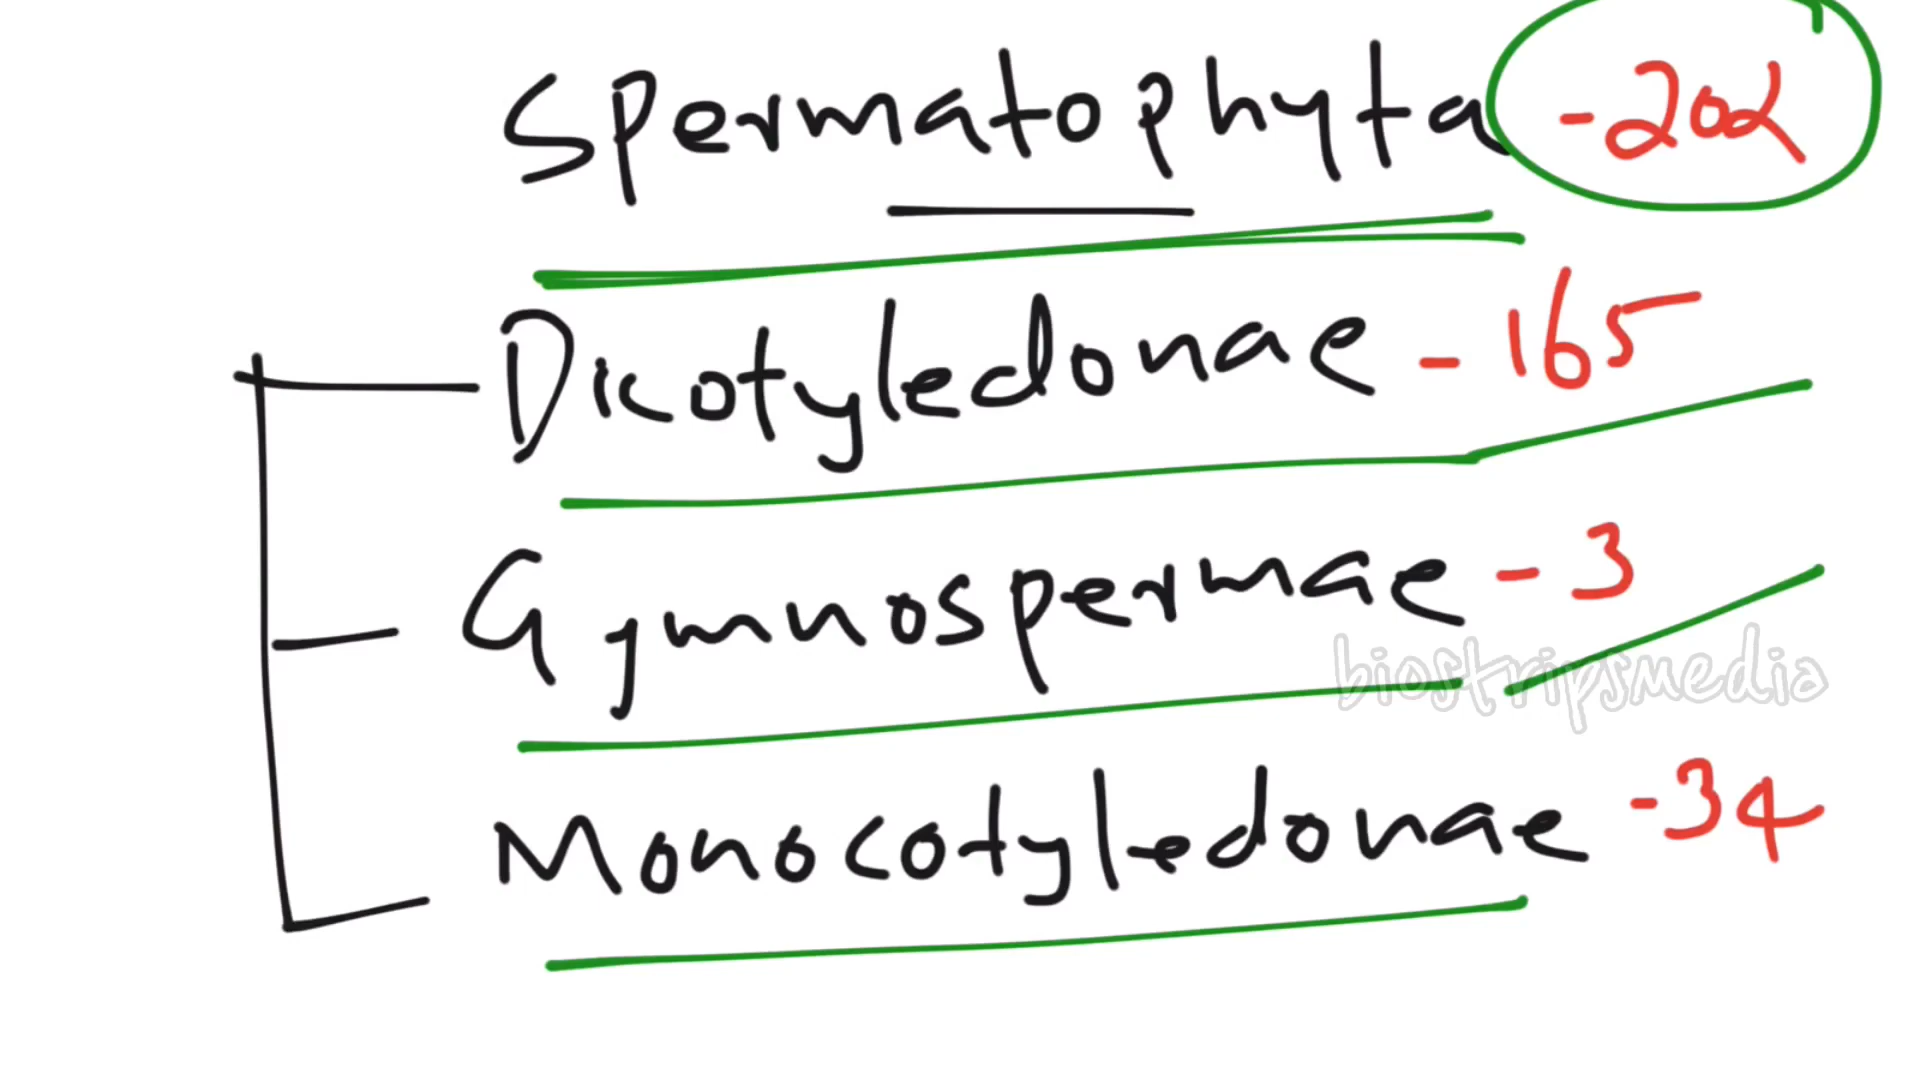 Spermatophyta - 202
Dicotyledonae - 165
Gymnospermae - 3
biostripsmedia
Monocotyledonae - 34